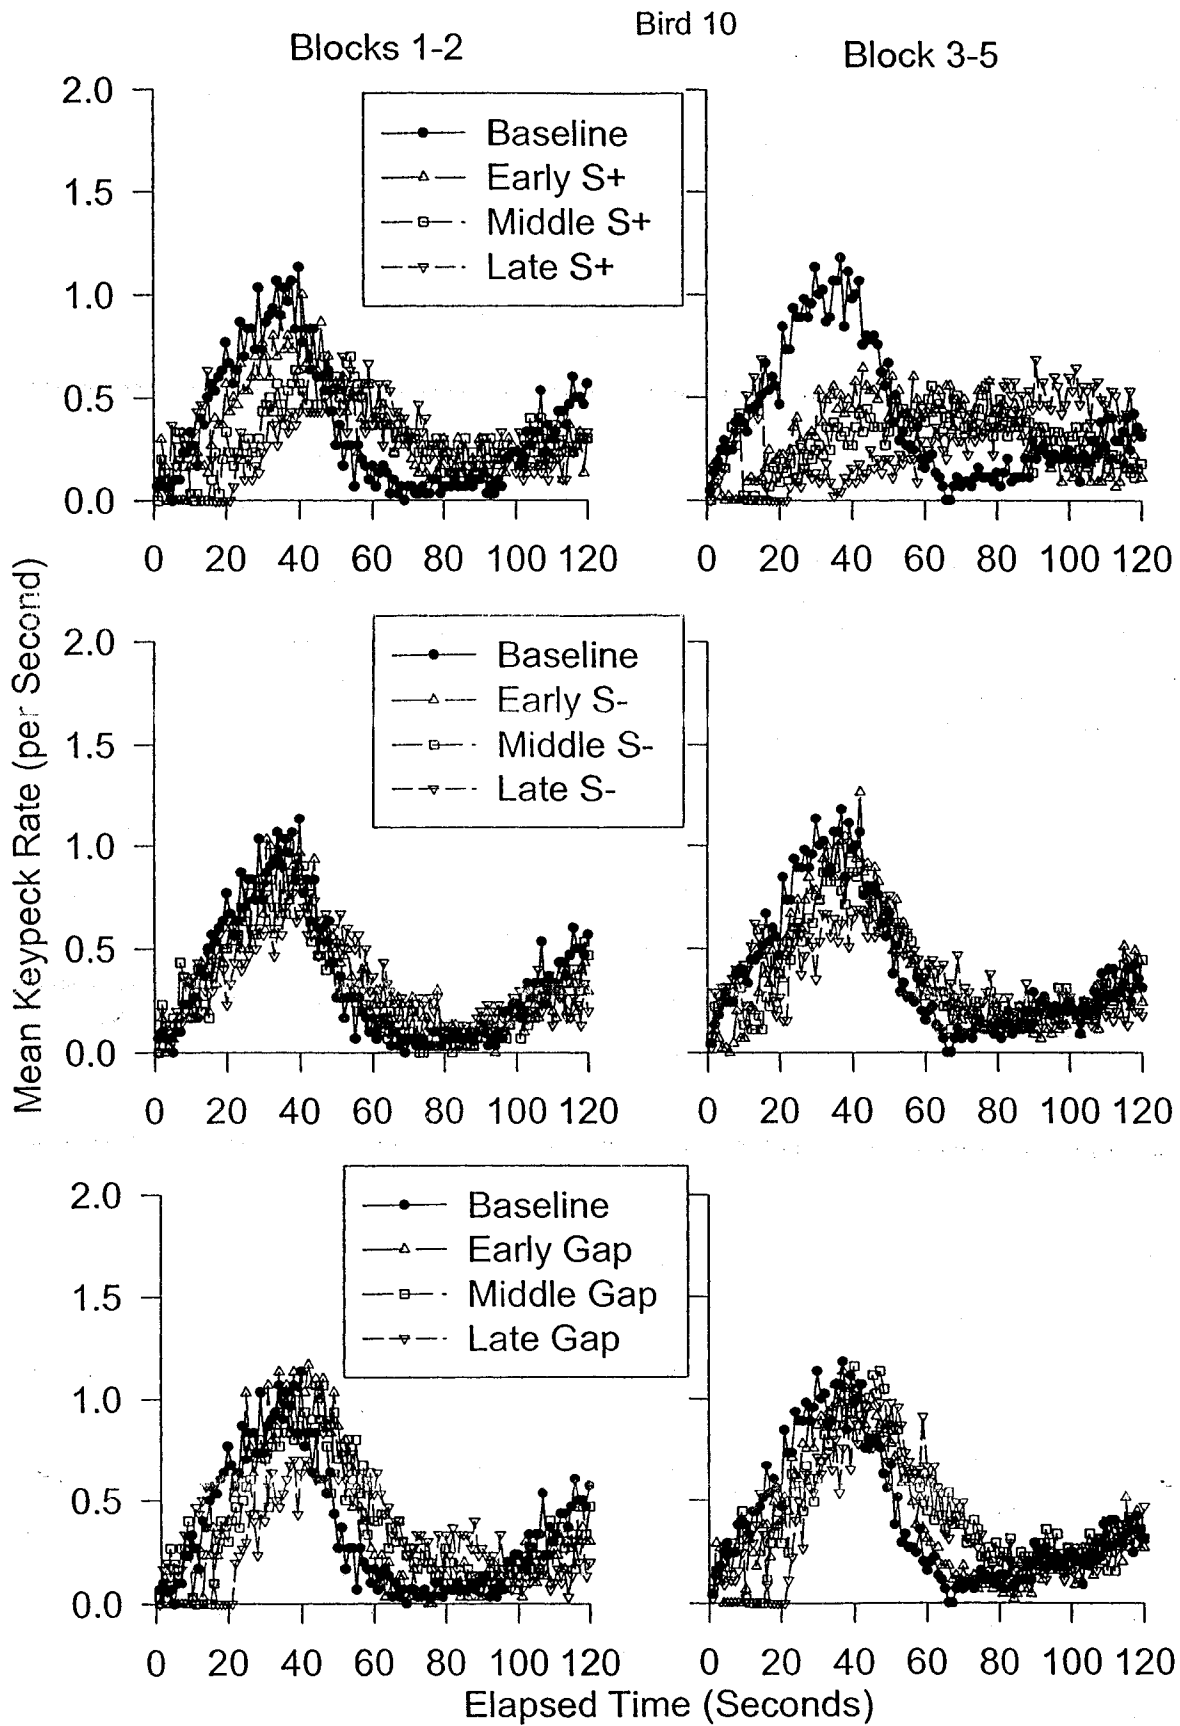 Bird 10
Blocks 1-2
Block 3-5
2.0
1.5
1.0
0.5
0.0
Baseline
Early S+
Middle S+
Late S+
0 20 40 60 80 100 120
0 20 40 60 80 100 120
2.0
1.5
1.0
0.5
0.0
Baseline
Early S-
Middle S-
Late S-
0 20 40 60 80 100 120
0 20 40 60 80 100 120
Mean Keypeck Rate (per Second)
2.0
1.5
1.0
0.5
0.0
Baseline
Early Gap
Middle Gap
Late Gap
0 20 40 60 80 100 120
0 20 40 60 80 100 120
Elapsed Time (Seconds)